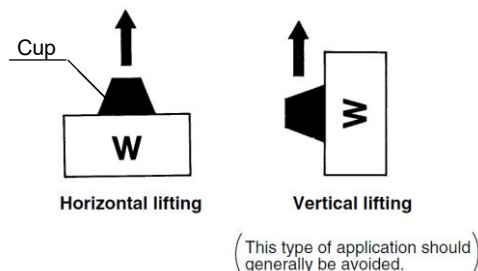 Cup
W
W
Horizontal lifting
Vertical lifting
(This type of application should
generally be avoided.)